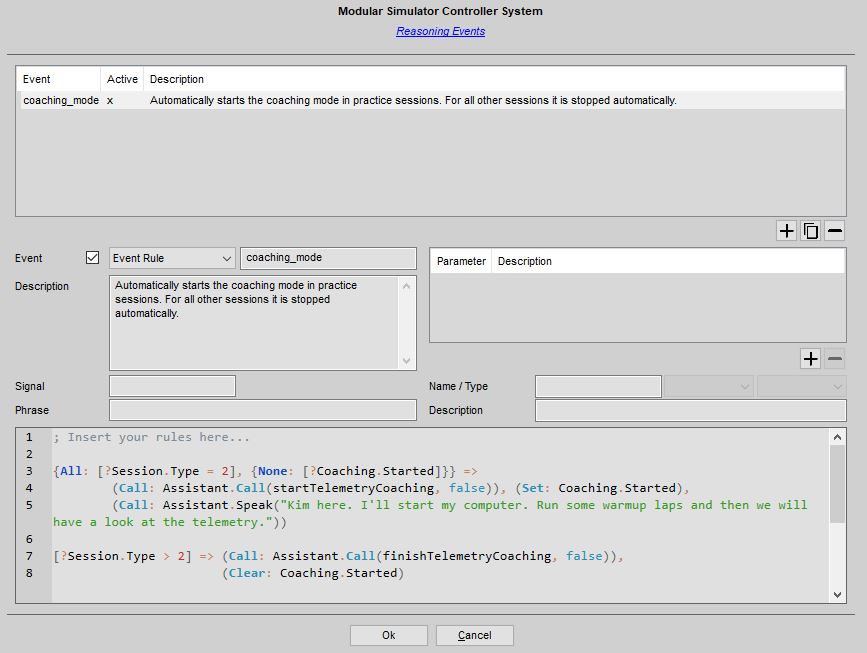 Modular Simulator Controller System
Reasoning Events
Event Active Description
coaching_mode x Automatically starts the coaching mode in practice sessions. For all other sessions it is stopped automatically.
Event Event Rule coaching_mode
Parameter Description
Description
Automatically starts the coaching mode in practice
sessions. For all other sessions it is stopped
automatically.
Signal
Name / Type
Phrase
Description
1 ; Insert your rules here...
2
3 {All: [?Session.Type = 2], {None: [?Coaching.Started]}} =>
4 (Call: Assistant.Call(startTelemetryCoaching, false)), (Set: Coaching.Started),
5 (Call: Assistant.Speak("Kim here. I'll start my computer. Run some warmup laps and then we will
have a look at the telemetry."))
6
7 [?Session.Type > 2] => (Call: Assistant.Call(finishTelemetryCoaching, false)),
8 (Clear: Coaching.Started)
Ok Cancel